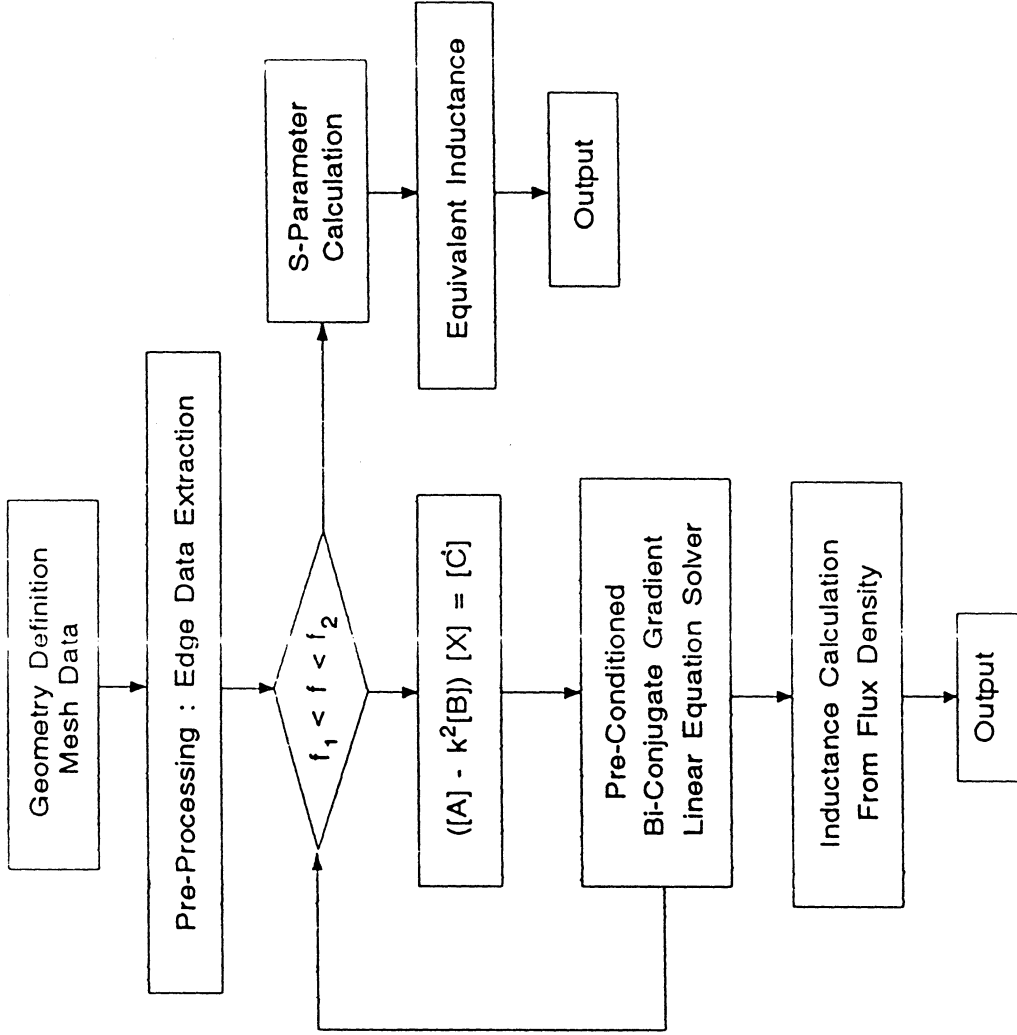 Geometry Definition
Mesh Data
Pre-Processing : Edge Data Extraction
f₁ < f < f₂
S-Parameter
Calculation
([A] - k²[B]) [X] = [Ċ]
Equivalent Inductance
Pre-Conditioned
Bi-Conjugate Gradient
Linear Equation Solver
Output
Inductance Calculation
From Flux Density
Output